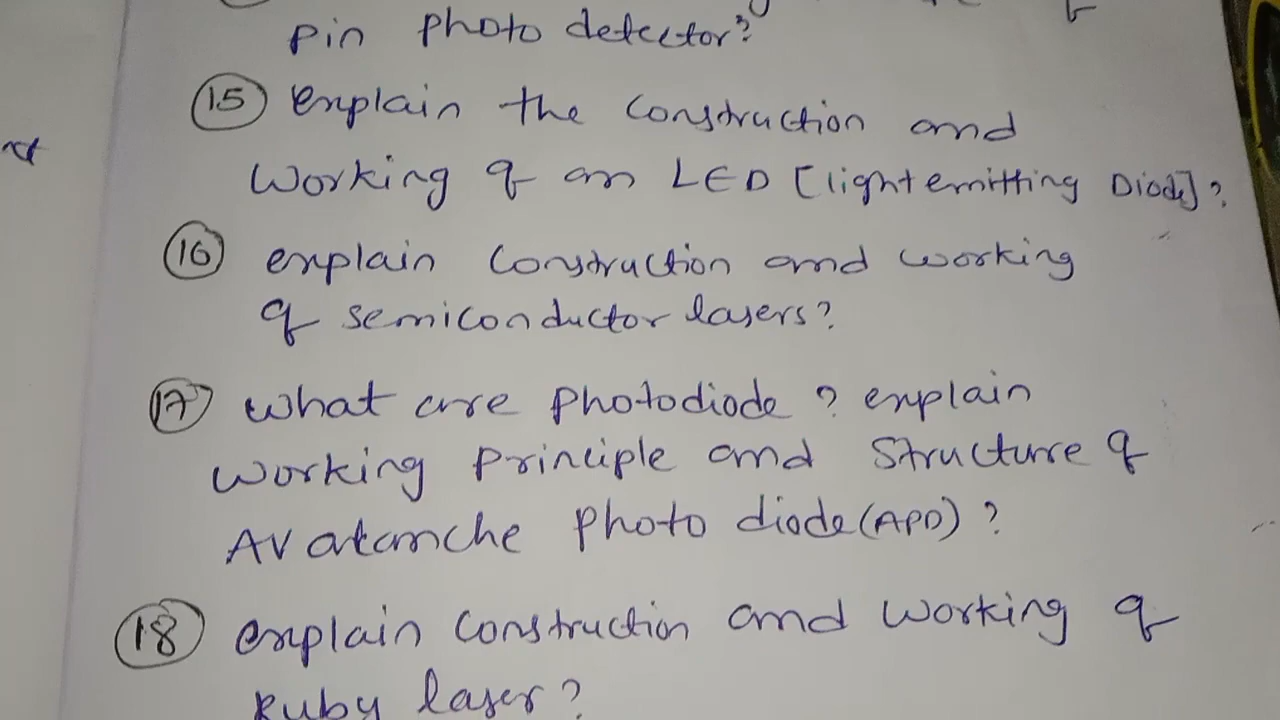 Pin photo detector?
15 explain the construction and
working of an LED [light emitting Diode]?
16 explain construction and working
of semiconductor lasers?
17 what are photodiode? explain
working principle and structure of
Avalanche photo diode (APD)?
18 explain construction and working of
Ruby laser?